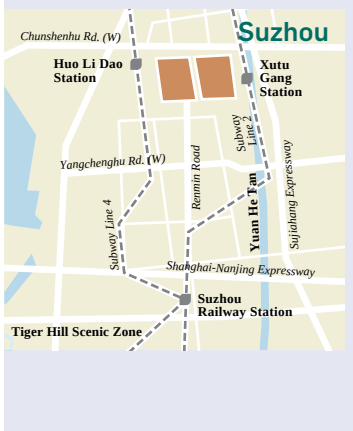 Suzhou
Chunshenhu Rd. (W)
Huo Li Dao
Station
Xutu
Gang
Station
Subway
Line 2
Yangchenghu Rd. (W)
Renmin Road
Sujiahang Expressway
Yuan He Tan
Subway Line 4
Shanghai-Nanjing Expressway
Suzhou
Railway Station
Tiger Hill Scenic Zone